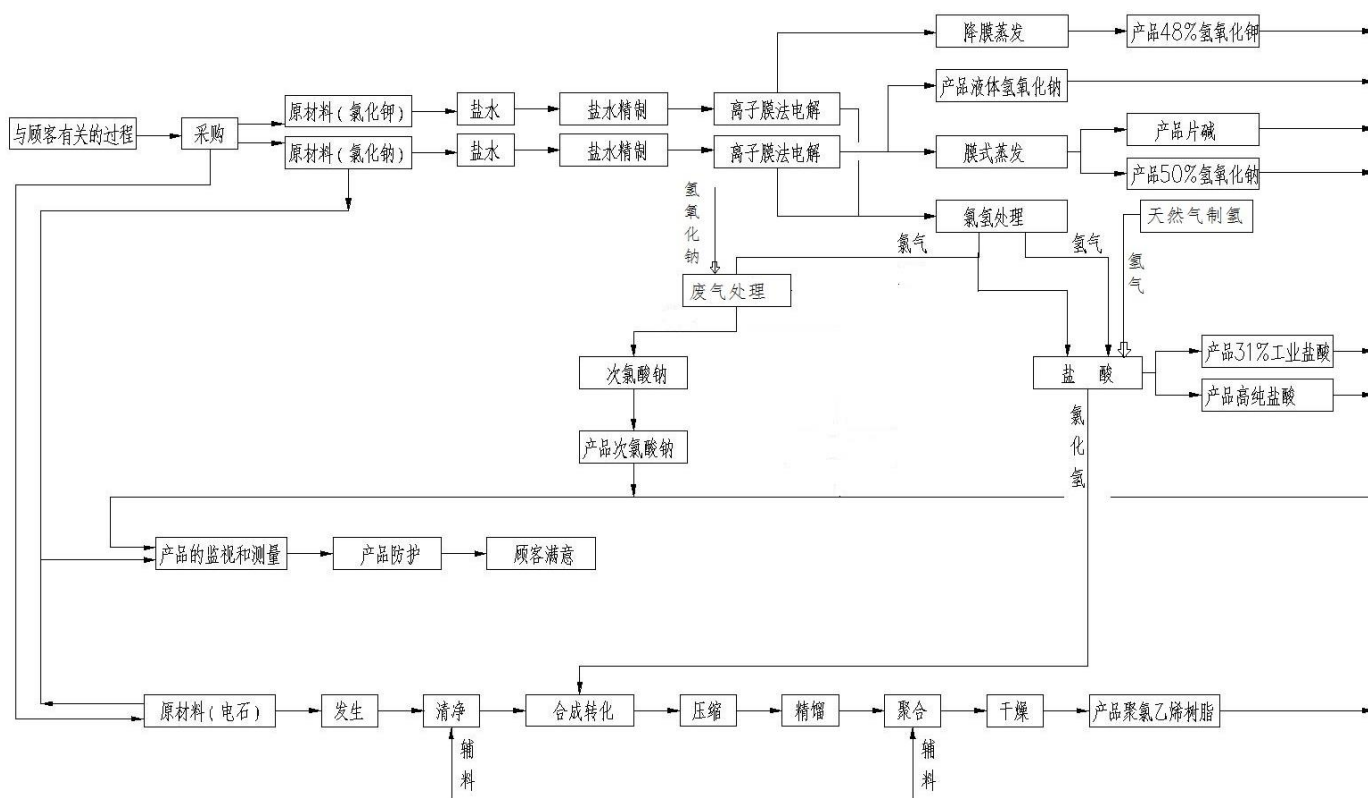 降膜蒸发
产品48%氢氧化钾
产品液体氢氧化钠
与顾客有关的过程
采购
原材料(氯化钾)
盐水
盐水精制
离子膜法电解
原材料(氯化钠)
盐水
盐水精制
离子膜法电解
膜式蒸发
产品片碱
产品50%氢氧化钠
氢氧化钠
氯氢处理
天然气制氢
氯气
氢气
氢气
废气处理
次氯酸钠
盐 酸
产品31%工业盐酸
产品高纯盐酸
氯化氢
产品次氯酸钠
产品的监视和测量
产品防护
顾客满意
原材料(电石)
发生
清净
合成转化
压缩
精馏
聚合
干燥
产品聚氯乙烯树脂
辅料
辅料